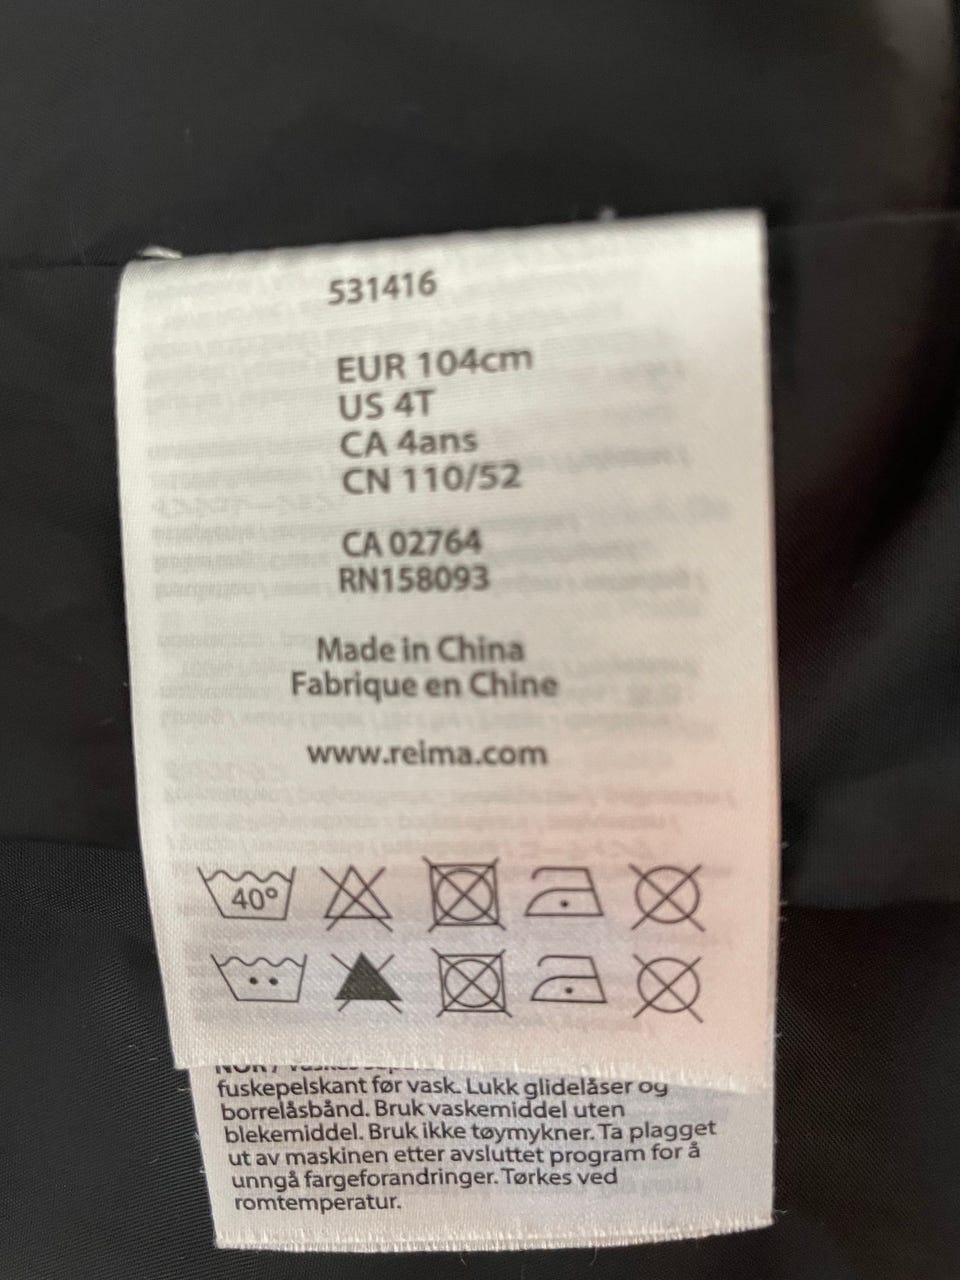 531416
EUR 104cm
US 4T
CA 4ans
CN 110/52
CA 02764
RN158093
Made in China
Fabrique en Chine
www.reima.com
40°
NOR / Vaskes
fuskepelskant før vask. Lukk glidelåser og
borrelåsbånd. Bruk vaskemiddel uten
blekemiddel. Bruk ikke tøymykner. Ta plagget
ut av maskinen etter avsluttet program for å
unngå fargeforandringer. Tørkes ved
romtemperatur.